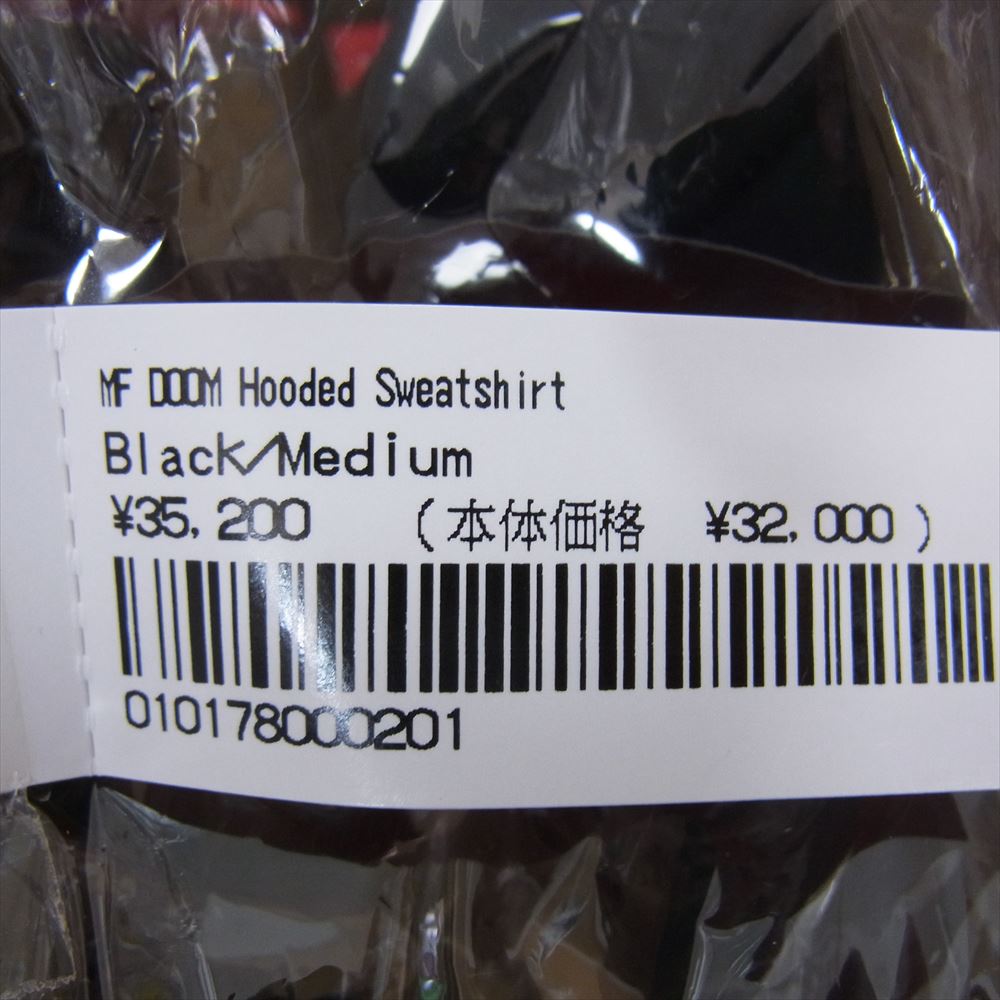 MF DOOM Hooded Sweatshirt
Black/Medium
¥35,200 (本体価格 ¥32,000)
010178000201